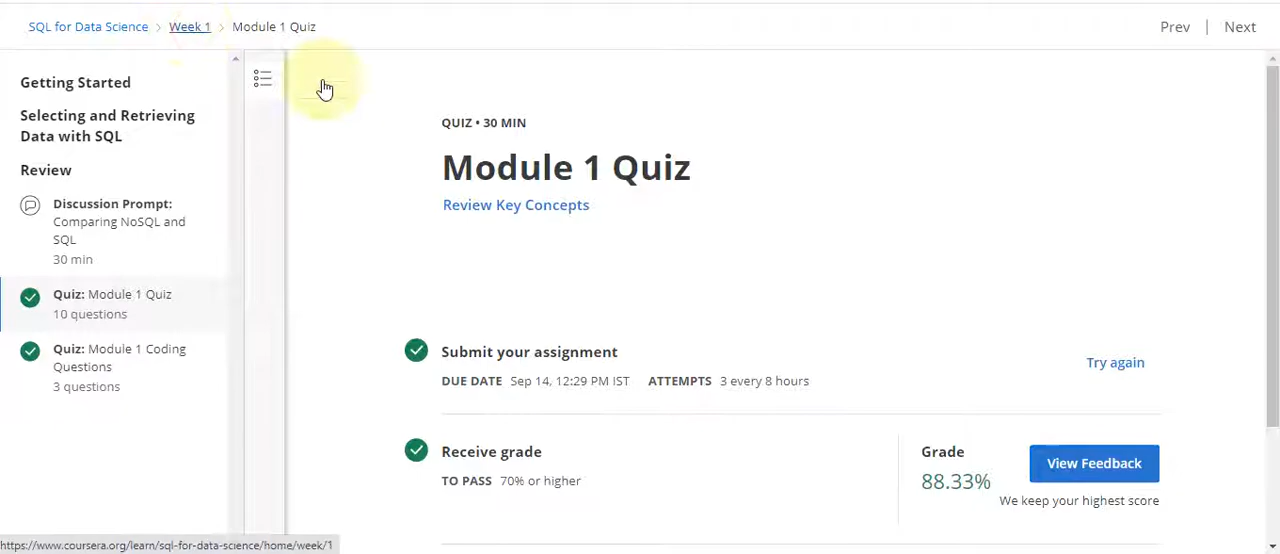 SQL for Data Science > Week 1 > Module 1 Quiz
Prev | Next
Getting Started
Selecting and Retrieving
Data with SQL
Review
Discussion Prompt:
Comparing NoSQL and
SQL
30 min
Quiz: Module 1 Quiz
10 questions
Quiz: Module 1 Coding
Questions
3 questions
QUIZ • 30 MIN
Module 1 Quiz
Review Key Concepts
Submit your assignment
DUE DATE Sep 14, 12:29 PM IST ATTEMPTS 3 every 8 hours
Try again
Receive grade
TO PASS 70% or higher
Grade
88.33%
View Feedback
We keep your highest score
https://www.coursera.org/learn/sql-for-data-science/home/week/1